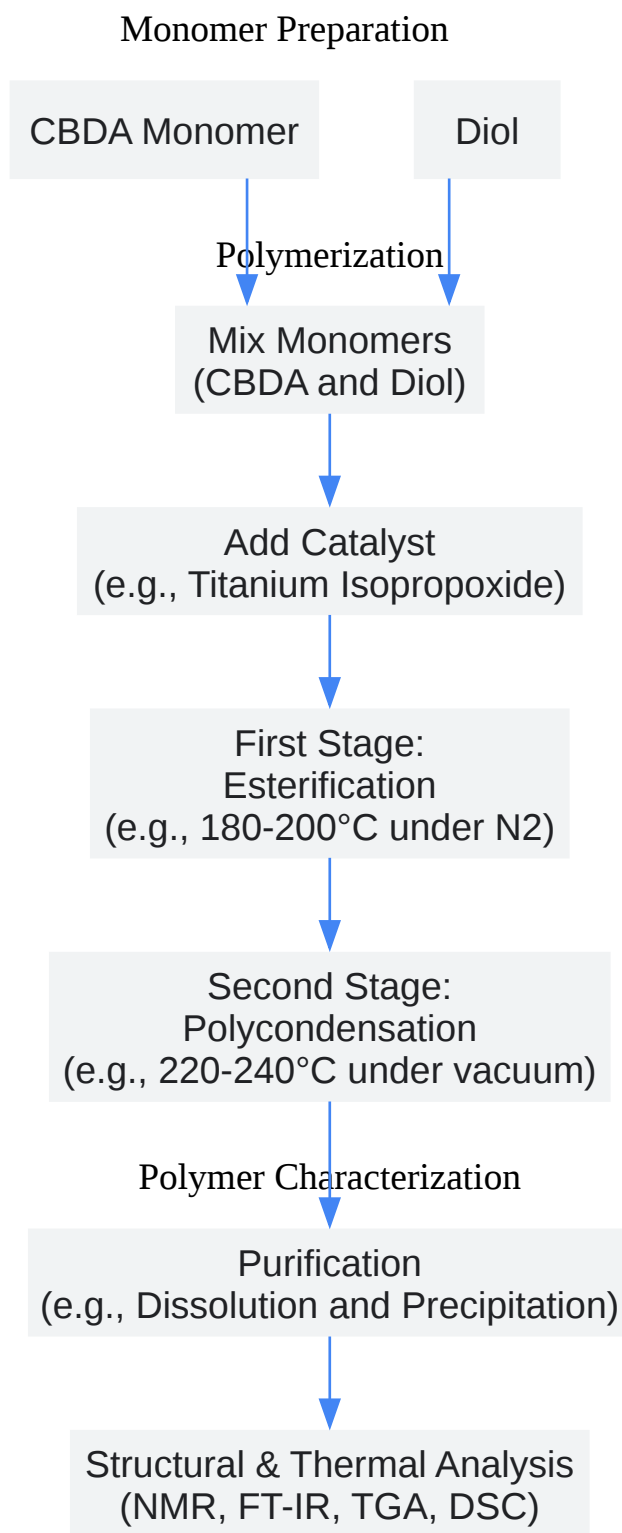 Monomer Preparation
CBDA Monomer
Diol
Polymerization
Mix Monomers
(CBDA and Diol)
Add Catalyst
(e.g., Titanium Isopropoxide)
First Stage:
Esterification
(e.g., 180-200°C under N2)
Second Stage:
Polycondensation
(e.g., 220-240°C under vacuum)
Polymer Characterization
Purification
(e.g., Dissolution and Precipitation)
Structural & Thermal Analysis
(NMR, FT-IR, TGA, DSC)